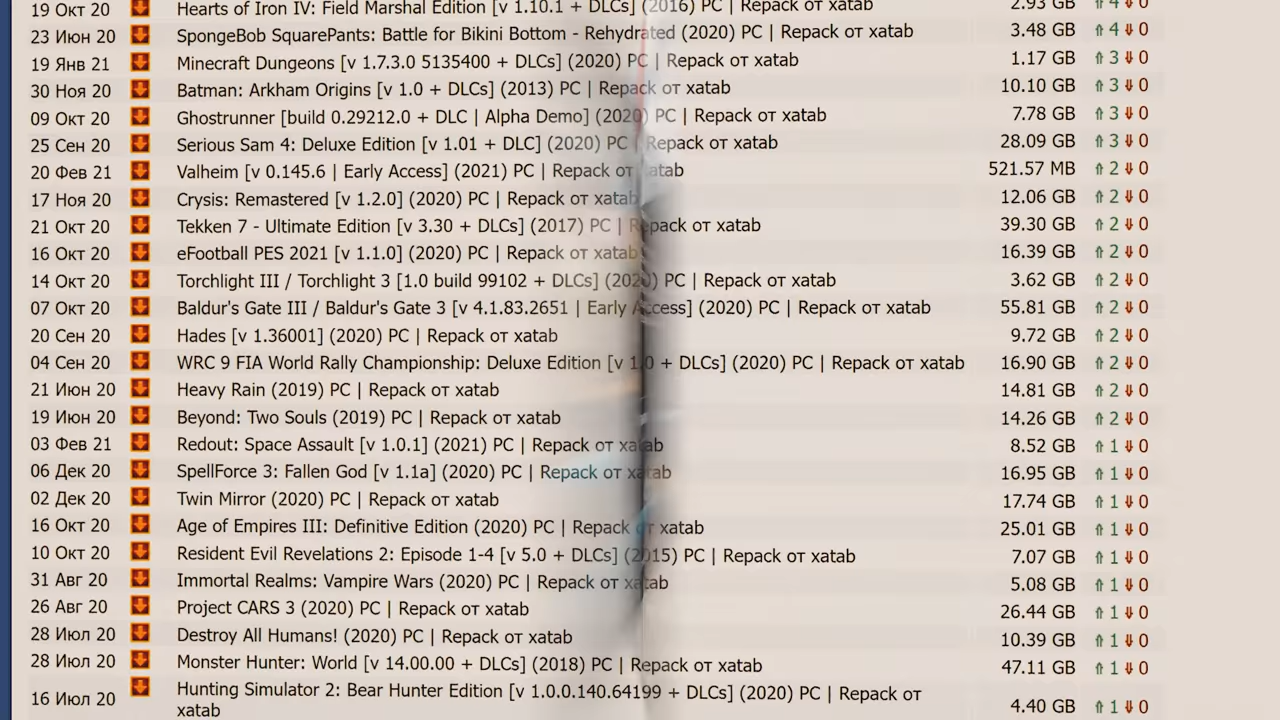 19 Окт 20 Hearts of Iron IV: Field Marshal Edition [v 1.10.1 + DLCs] (2016) PC | Repack от xatab 2.93 GB 4 0
23 Июн 20 SpongeBob SquarePants: Battle for Bikini Bottom - Rehydrated (2020) PC | Repack от xatab 3.48 GB 4 0
19 Янв 21 Minecraft Dungeons [v 1.7.3.0 5135400 + DLCs] (2020) PC | Repack от xatab 1.17 GB 3 0
30 Ноя 20 Batman: Arkham Origins [v 1.0 + DLCs] (2013) PC | Repack от xatab 10.10 GB 3 0
09 Окт 20 Ghostrunner [build 0.29212.0 + DLC | Alpha Demo] (2020) PC | Repack от xatab 7.78 GB 3 0
25 Сен 20 Serious Sam 4: Deluxe Edition [v 1.01 + DLC] (2020) PC | Repack от xatab 28.09 GB 3 0
20 Фев 21 Valheim [v 0.145.6 | Early Access] (2021) PC | Repack от xatab 521.57 MB 2 0
17 Ноя 20 Crysis: Remastered [v 1.2.0] (2020) PC | Repack от xatab 12.06 GB 2 0
21 Окт 20 Tekken 7 - Ultimate Edition [v 3.30 + DLCs] (2017) PC | Repack от xatab 39.30 GB 2 0
16 Окт 20 eFootball PES 2021 [v 1.1.0] (2020) PC | Repack от xatab 16.39 GB 2 0
14 Окт 20 Torchlight III / Torchlight 3 [1.0 build 99102 + DLCs] (2020) PC | Repack от xatab 3.62 GB 2 0
07 Окт 20 Baldur's Gate III / Baldur's Gate 3 [v 4.1.83.2651 | Early Access] (2020) PC | Repack от xatab 55.81 GB 2 0
20 Сен 20 Hades [v 1.36001] (2020) PC | Repack от xatab 9.72 GB 2 0
04 Сен 20 WRC 9 FIA World Rally Championship: Deluxe Edition [v 1.0 + DLCs] (2020) PC | Repack от xatab 16.90 GB 2 0
21 Июн 20 Heavy Rain (2019) PC | Repack от xatab 14.81 GB 2 0
19 Июн 20 Beyond: Two Souls (2019) PC | Repack от xatab 14.26 GB 2 0
03 Фев 21 Redout: Space Assault [v 1.0.1] (2021) PC | Repack от xatab 8.52 GB 1 0
06 Дек 20 SpellForce 3: Fallen God [v 1.1a] (2020) PC | Repack от xatab 16.95 GB 1 0
02 Дек 20 Twin Mirror (2020) PC | Repack от xatab 17.74 GB 1 0
16 Окт 20 Age of Empires III: Definitive Edition (2020) PC | Repack от xatab 25.01 GB 1 0
10 Окт 20 Resident Evil Revelations 2: Episode 1-4 [v 5.0 + DLCs] (2015) PC | Repack от xatab 7.07 GB 1 0
31 Авг 20 Immortal Realms: Vampire Wars (2020) PC | Repack от xatab 5.08 GB 1 0
26 Авг 20 Project CARS 3 (2020) PC | Repack от xatab 26.44 GB 1 0
28 Июл 20 Destroy All Humans! (2020) PC | Repack от xatab 10.39 GB 1 0
28 Июл 20 Monster Hunter: World [v 14.00.00 + DLCs] (2018) PC | Repack от xatab 47.11 GB 1 0
16 Июл 20 Hunting Simulator 2: Bear Hunter Edition [v 1.0.0.140.64199 + DLCs] (2020) PC | Repack от 4.40 GB 1 0
xatab